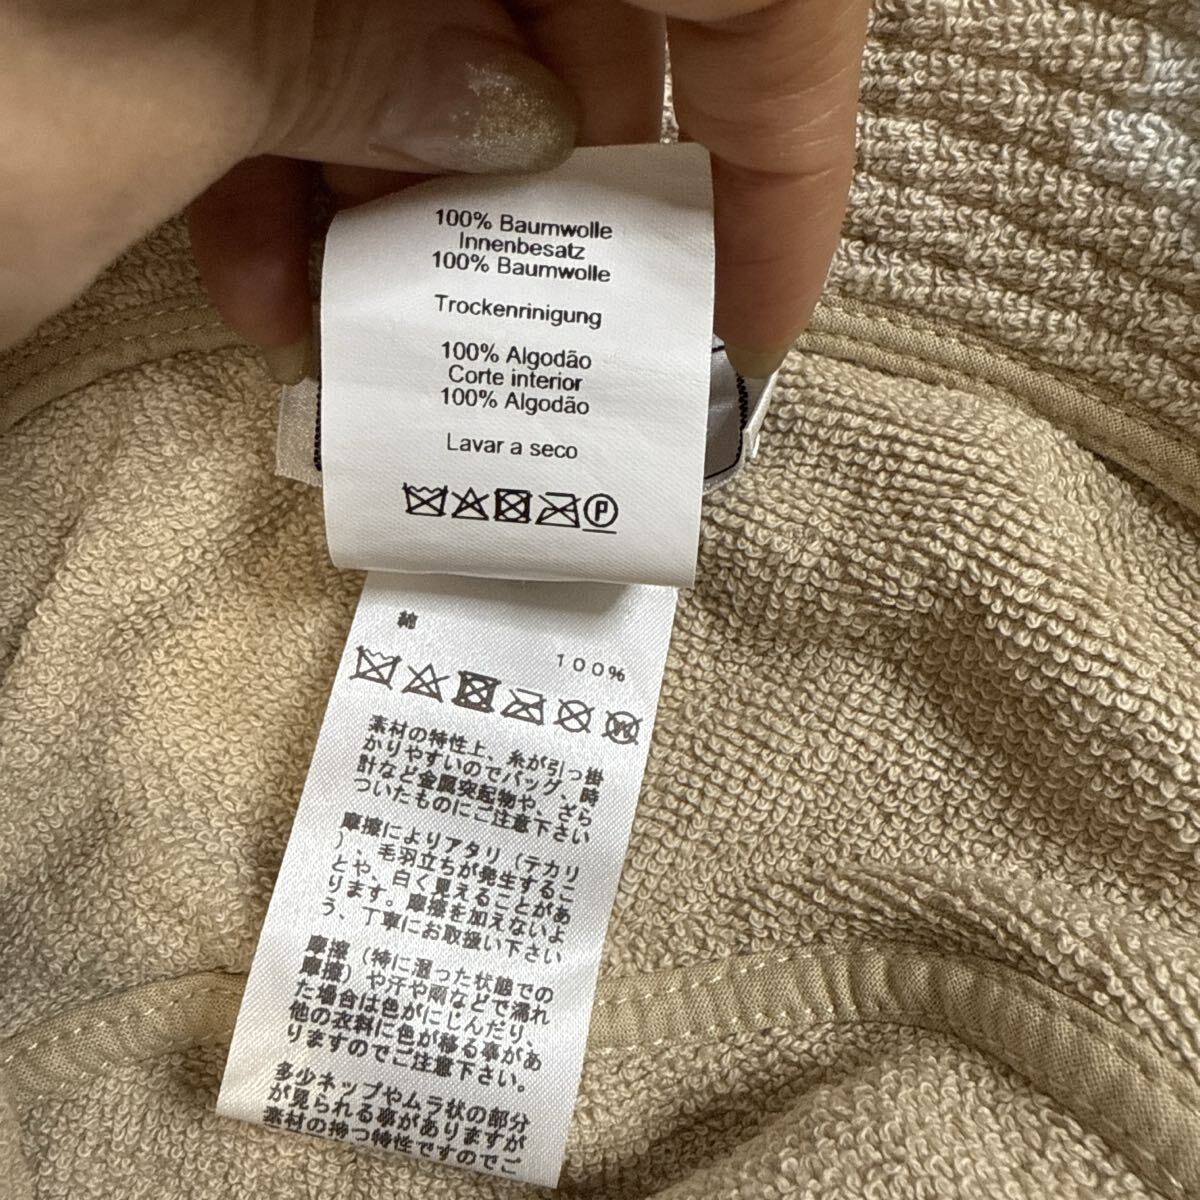 100% Baumwolle
Innenbesatz
100% Baumwolle
Trockenrinigung
100% Algodão
Corte interior
100% Algodão
Lavar a seco
P
綿
100%
W
素材の特性上、糸が引っ掛
かりやすいのでバッグ、時
計など金属突起物や、ざら
ついたものにご注意下さい
摩擦によりアタリ(テカリ
)、毛羽立ちが発生するこ
とや、白く見えることがあ
ります。摩擦を加えないよ
う、丁寧にお取扱い下さい
摩擦(特に湿った状態での
摩擦)や汗や雨などで濡れ
た場合は色がにじんだり、
他の衣料に色が移る事があ
りますのでご注意下さい。
多少ネップやムラ状の部分
が見られる事がありますが
素材の持つ特性ですのでご